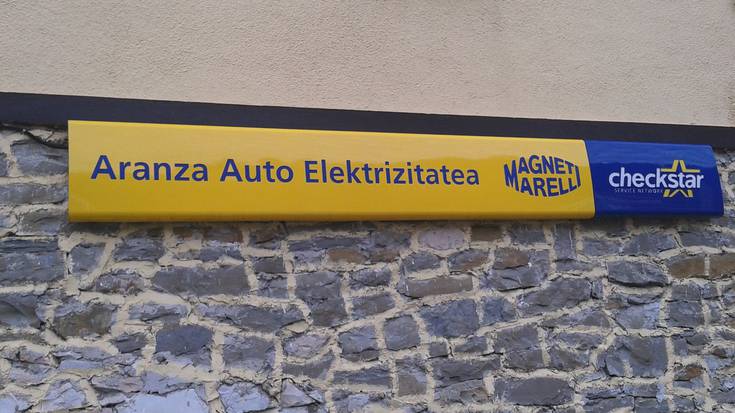 Aranza Auto Elektrizitatea
MAGNETI
MARELLI
checkstar
SERVICE NETWORK